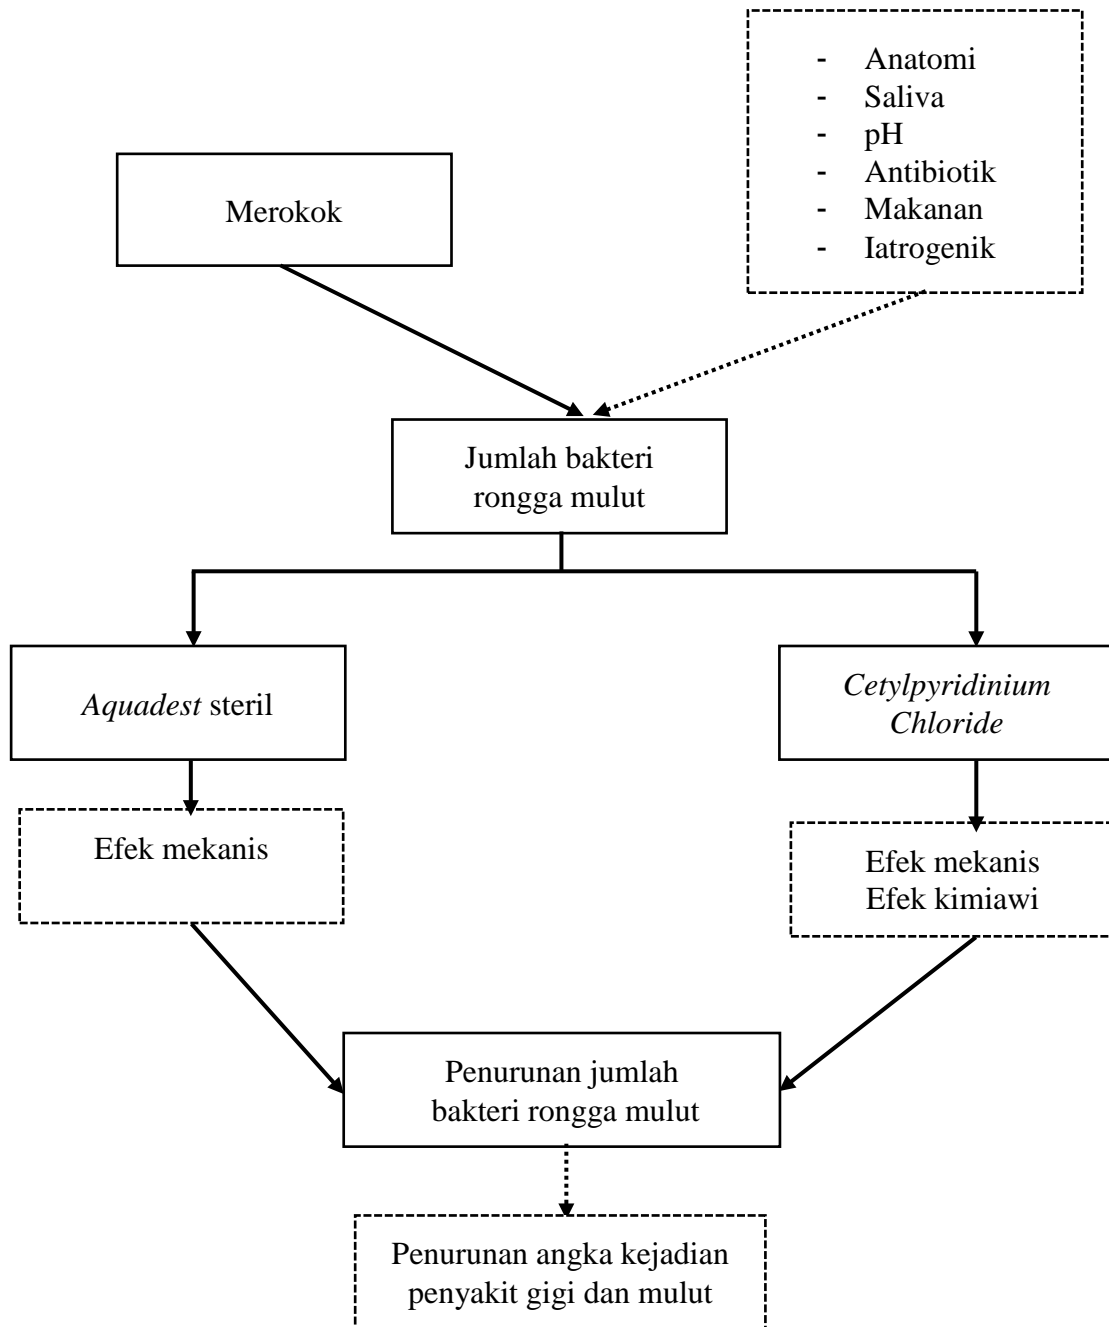 - Anatomi
- Saliva
- pH
- Antibiotik
- Makanan
- Iatrogenik
Merokok
Jumlah bakteri
rongga mulut
Aquadest steril
Cetylpyridinium
Chloride
Efek mekanis
Efek mekanis
Efek kimiawi
Penurunan jumlah
bakteri rongga mulut
Penurunan angka kejadian
penyakit gigi dan mulut